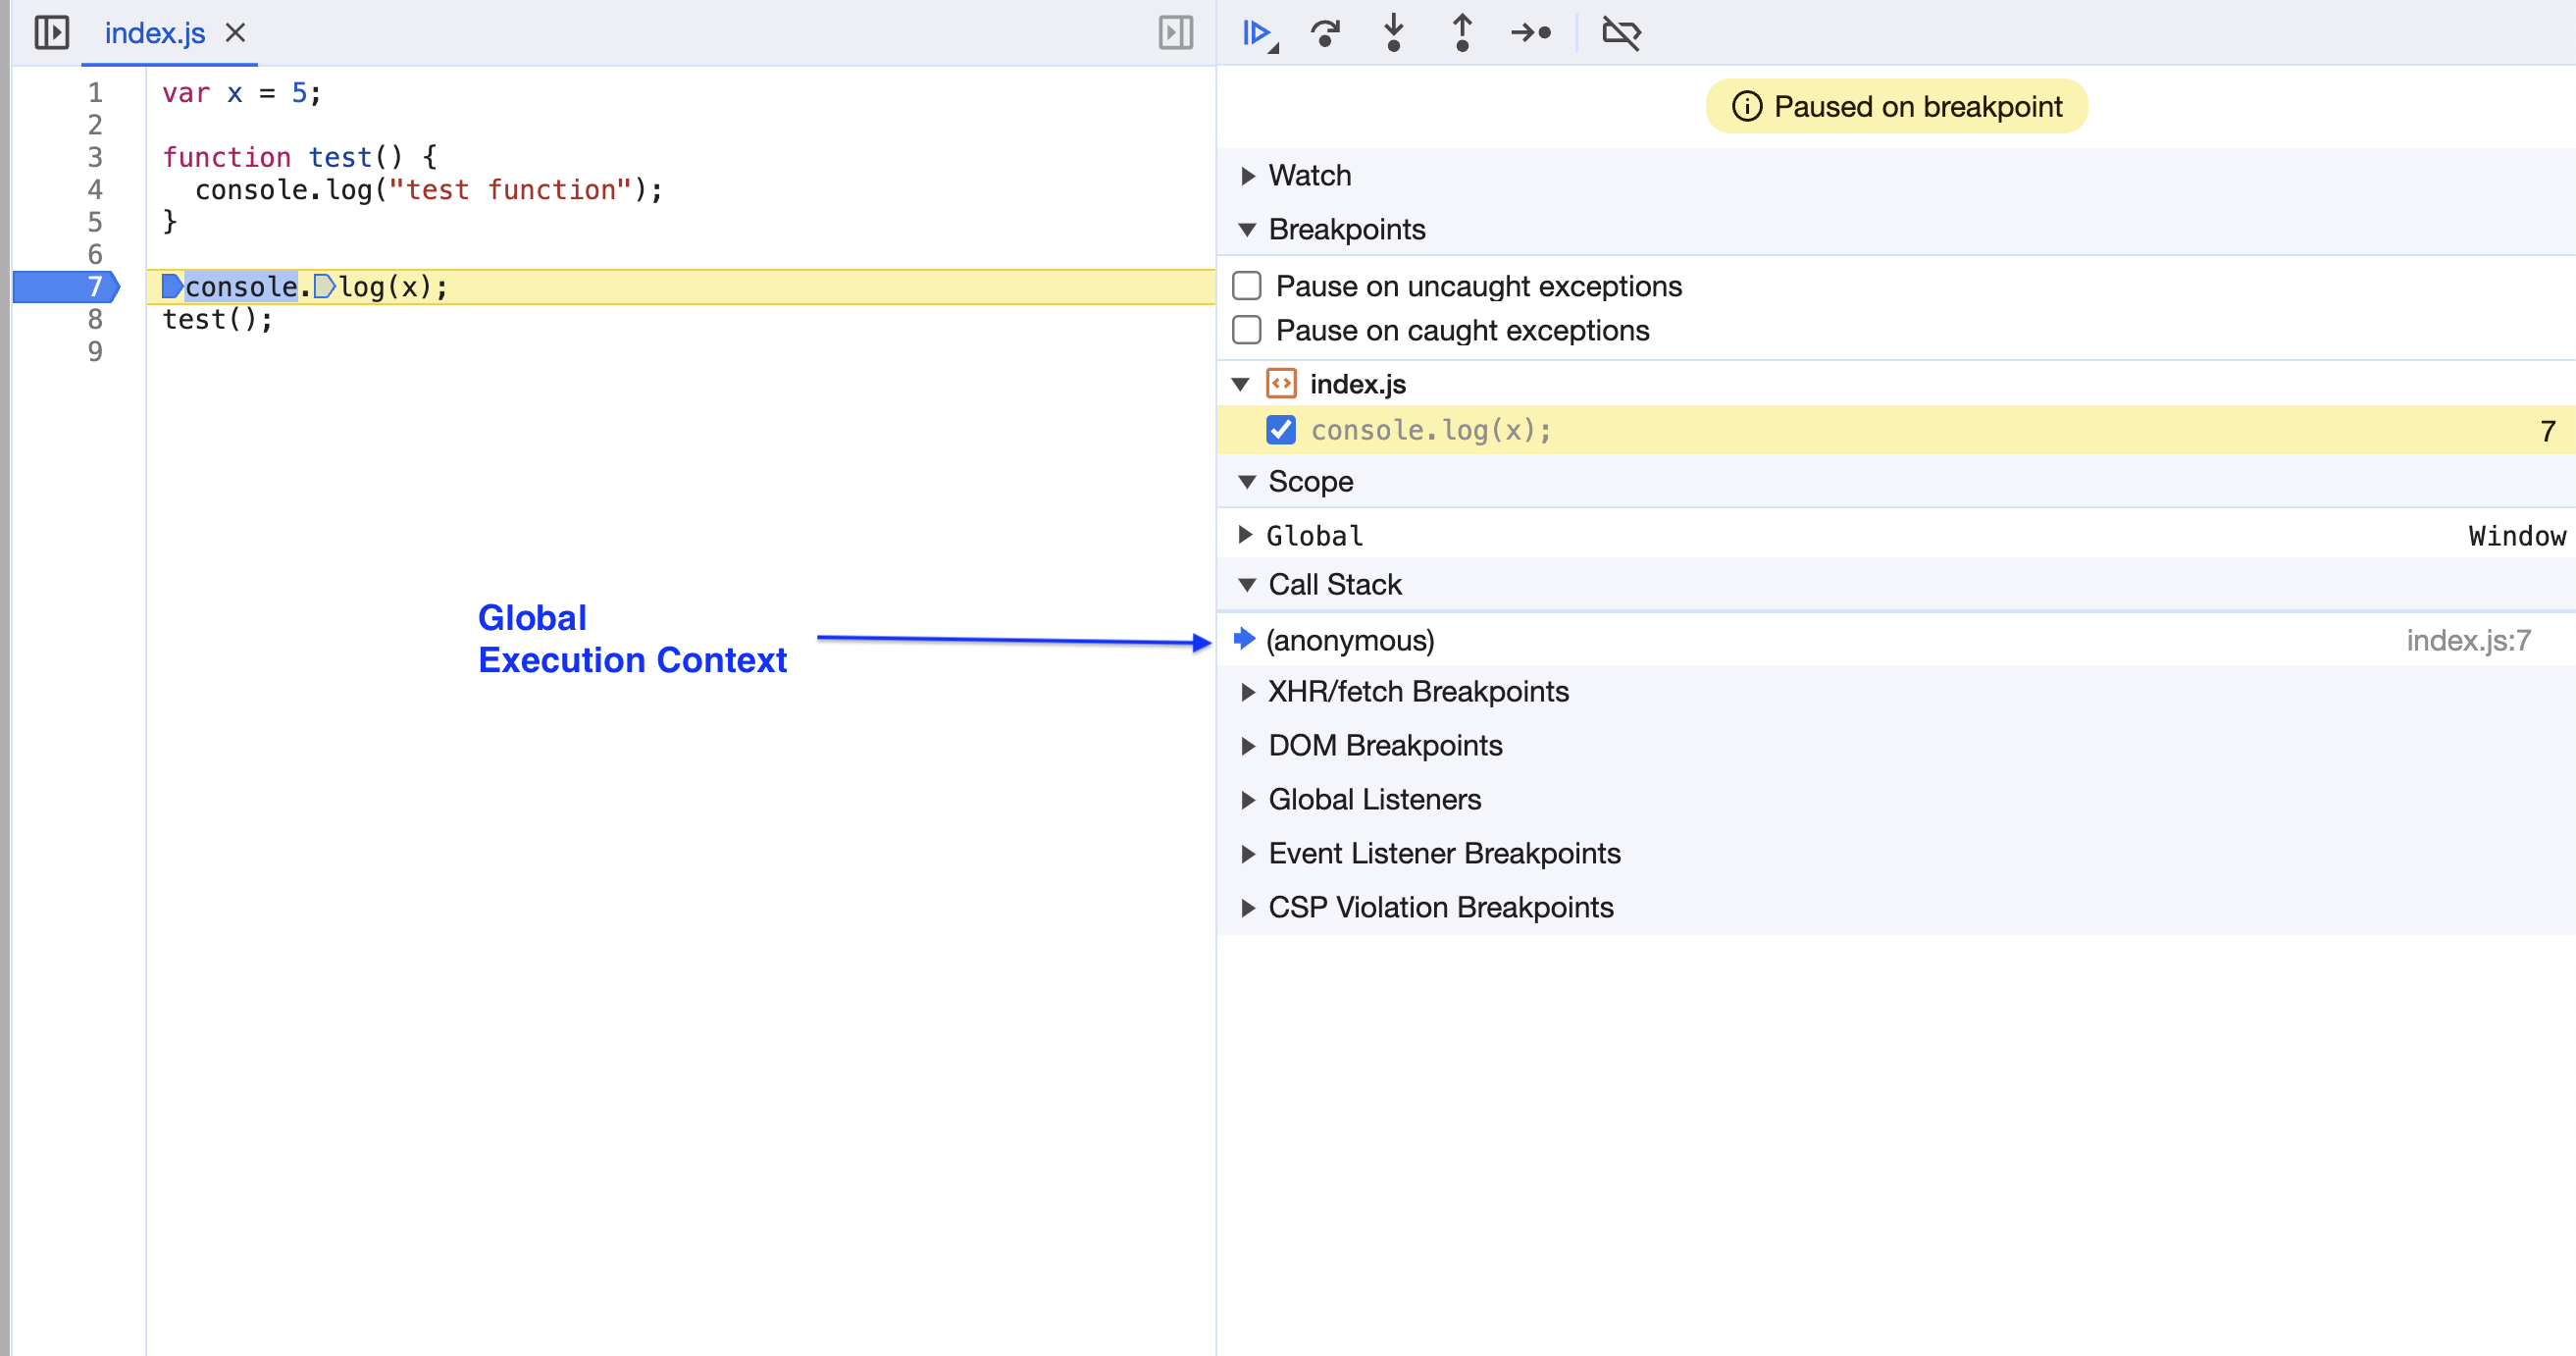 index.js
1 var x = 5;
2
3 function test() {
4   console.log("test function");
5 }
6
7 console.log(x);
8 test();
9
Global
Execution Context
Paused on breakpoint
Watch
Breakpoints
Pause on uncaught exceptions
Pause on caught exceptions
index.js
console.log(x); 7
Scope
Global Window
Call Stack
(anonymous) index.js:7
XHR/fetch Breakpoints
DOM Breakpoints
Global Listeners
Event Listener Breakpoints
CSP Violation Breakpoints